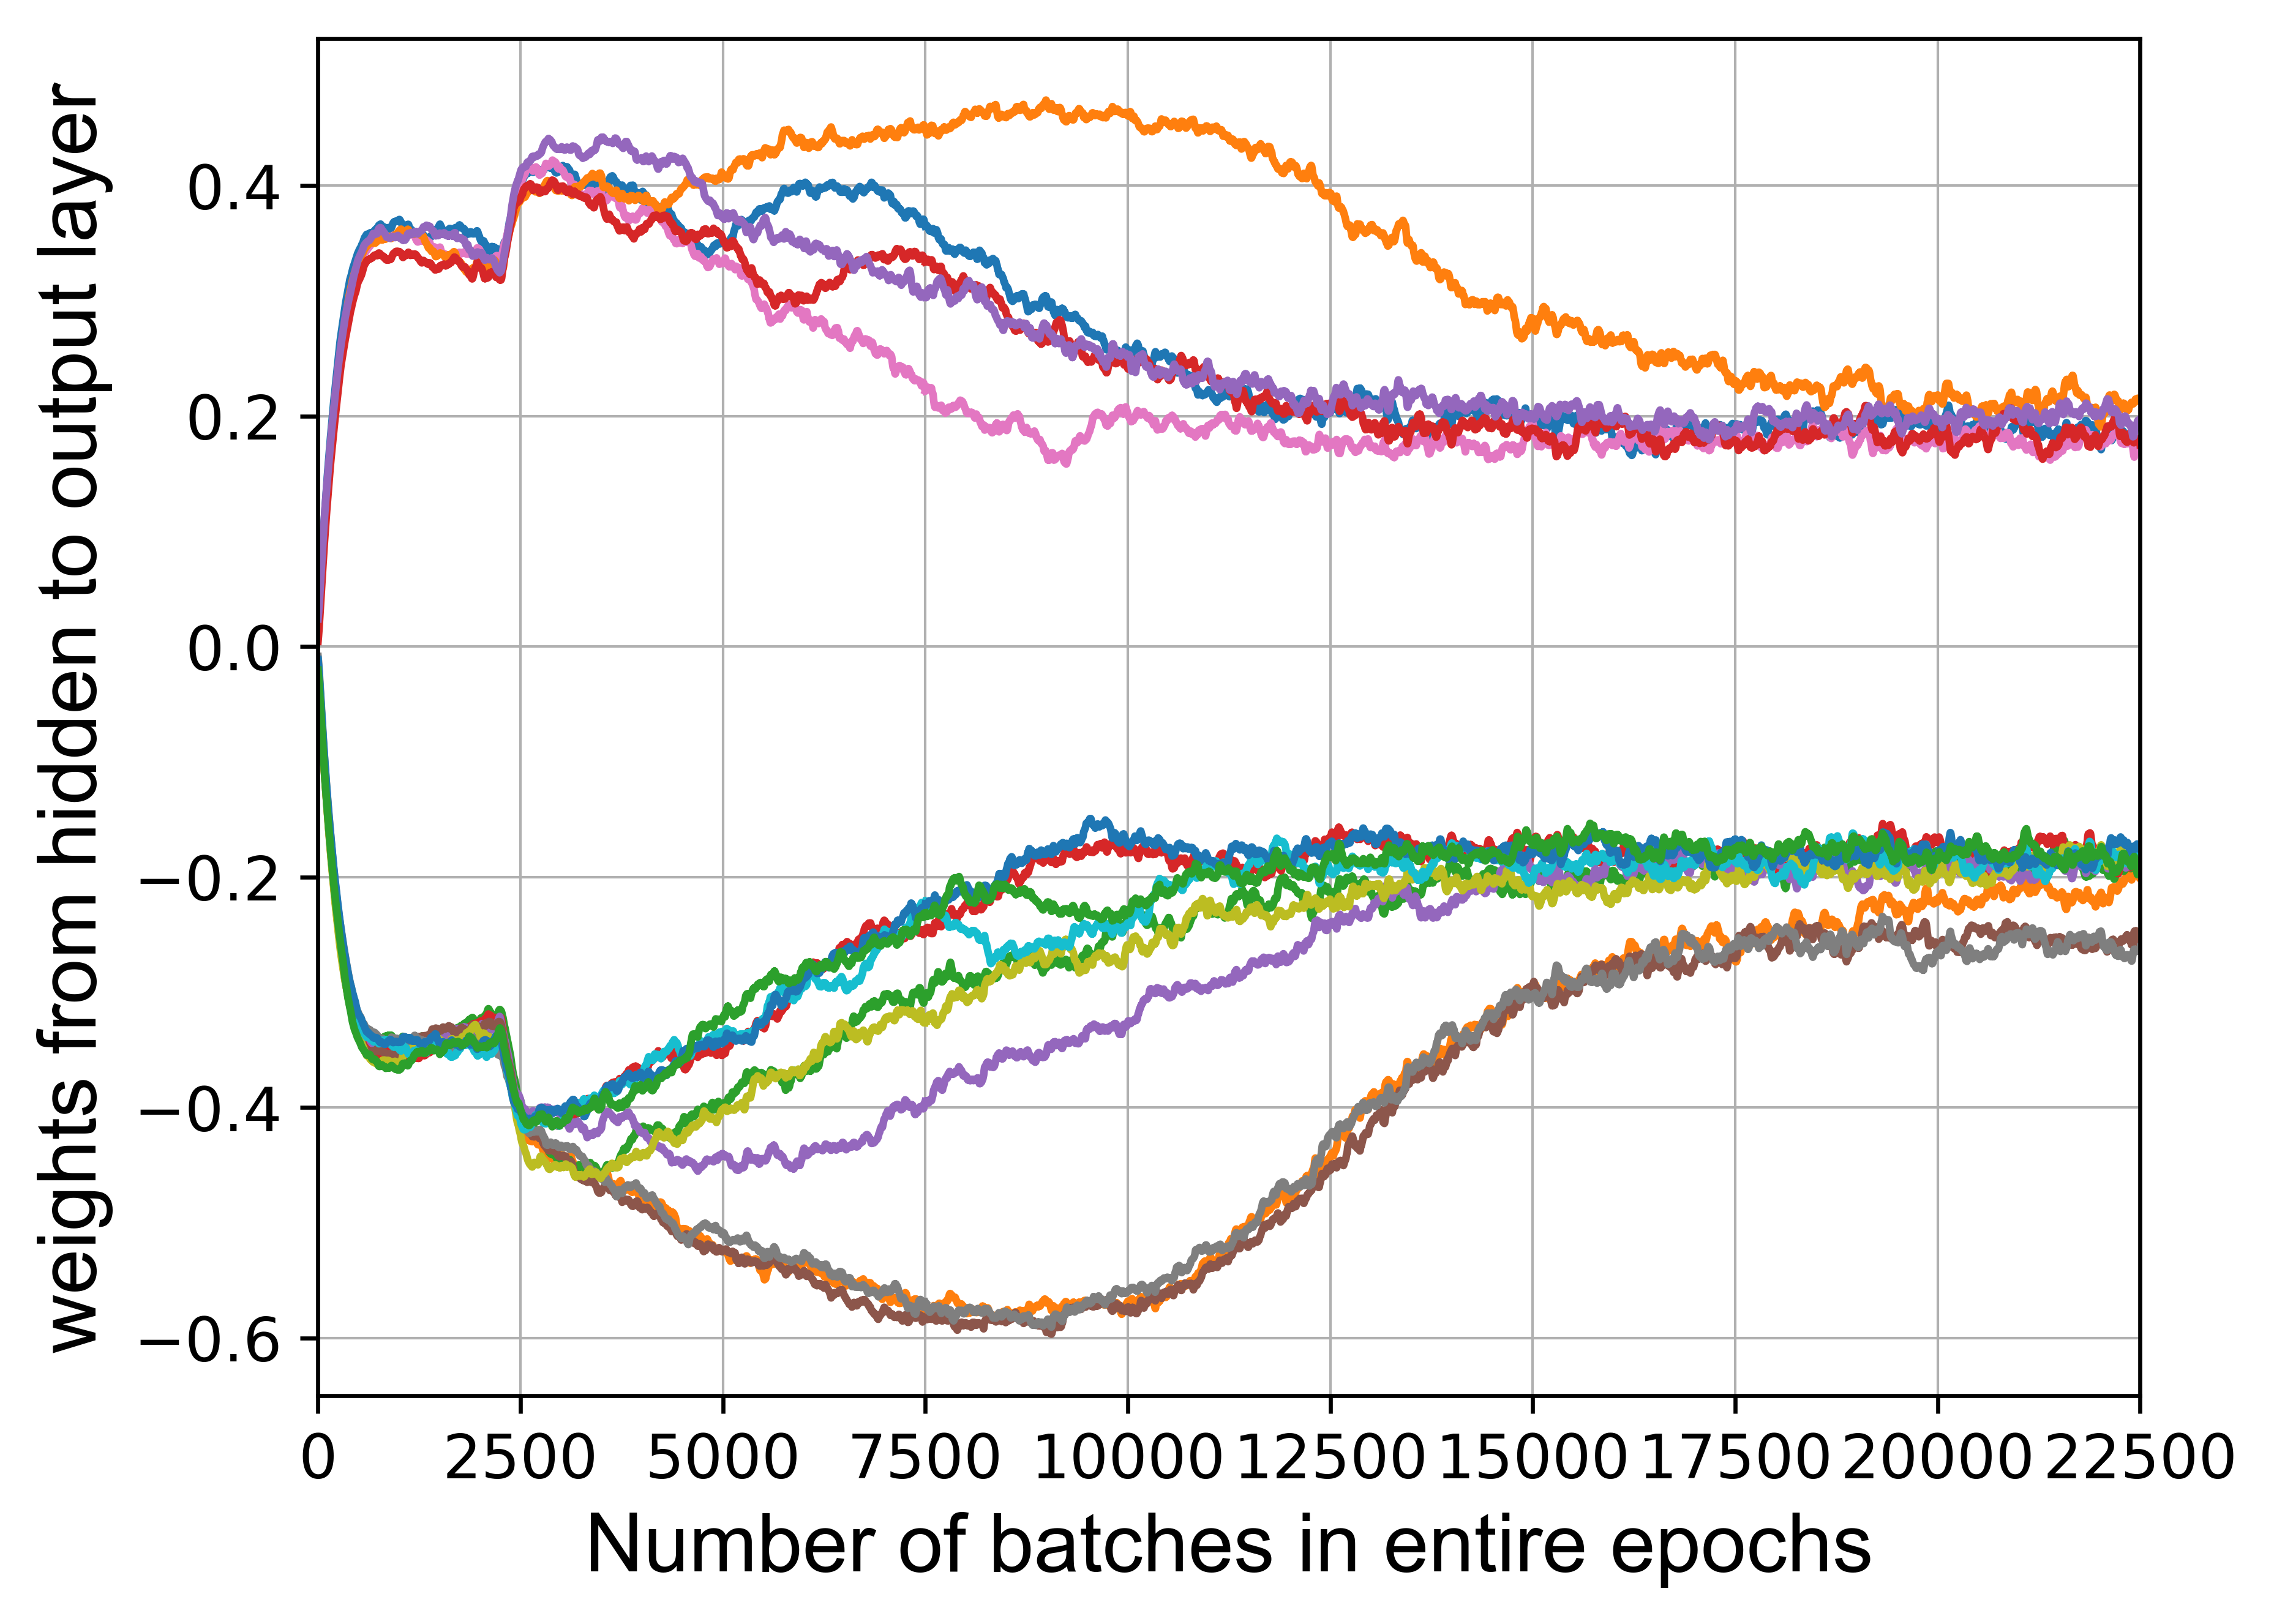 weights from hidden to output layer
0.4
0.2
0.0
−0.2
−0.4
−0.6
0 2500 5000 7500 10000 12500 15000 17500 20000 22500
Number of batches in entire epochs